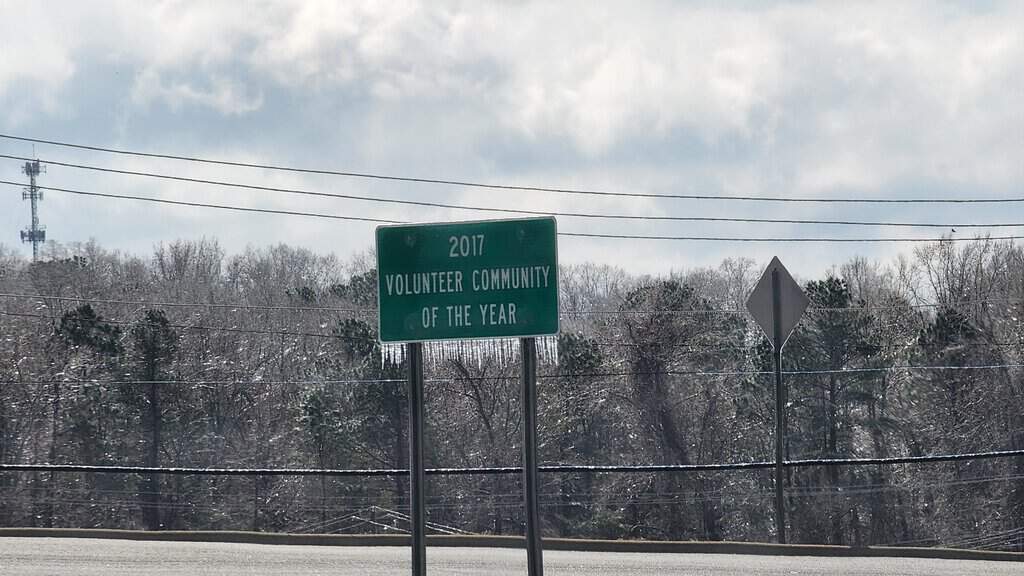 2017
VOLUNTEER COMMUNITY
OF THE YEAR